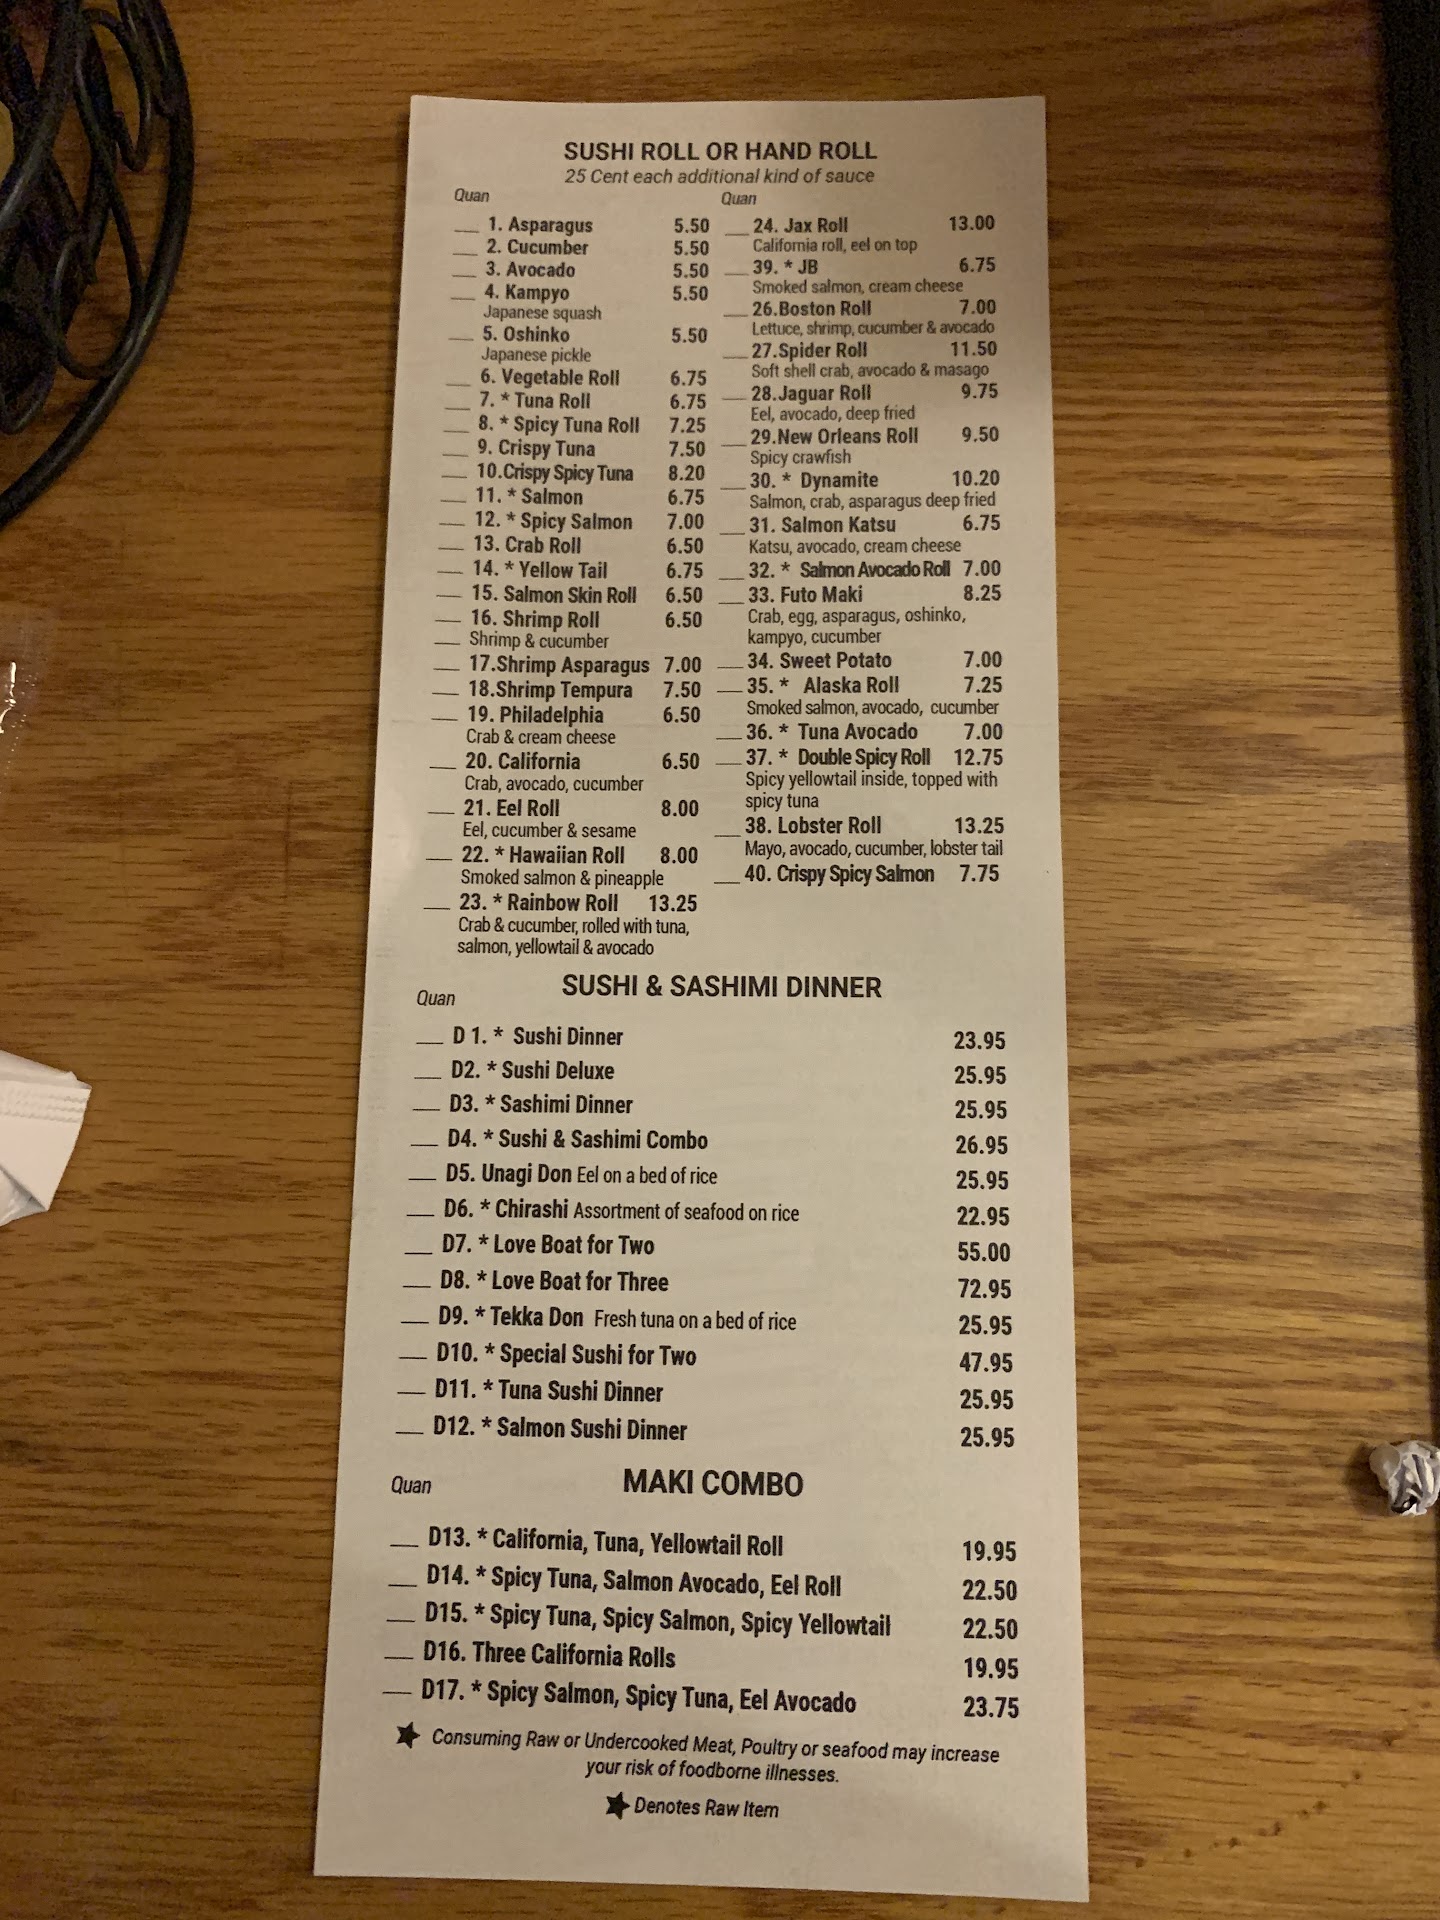 SUSHI ROLL OR HAND ROLL
25 Cent each additional kind of sauce
Quan
1. Asparagus 5.50
2. Cucumber 5.50
3. Avocado 5.50
4. Kampyo 5.50
Japanese squash
5. Oshinko 5.50
Japanese pickle
6. Vegetable Roll 6.75
7. * Tuna Roll 6.75
8. * Spicy Tuna Roll 7.25
9. Crispy Tuna 7.50
10.Crispy Spicy Tuna 8.20
11. * Salmon 6.75
12. * Spicy Salmon 7.00
13. Crab Roll 6.50
14. * Yellow Tail 6.75
15. Salmon Skin Roll 6.50
16. Shrimp Roll 6.50
Shrimp & cucumber
17.Shrimp Asparagus 7.00
18.Shrimp Tempura 7.50
19. Philadelphia 6.50
Crab & cream cheese
20. California 6.50
Crab, avocado, cucumber
21. Eel Roll 8.00
Eel, cucumber & sesame
22. * Hawaiian Roll 8.00
Smoked salmon & pineapple
23. * Rainbow Roll 13.25
Crab & cucumber, rolled with tuna,
salmon, yellowtail & avocado
Quan
24. Jax Roll 13.00
California roll, eel on top
39. * JB 6.75
Smoked salmon, cream cheese
26.Boston Roll 7.00
Lettuce, shrimp, cucumber & avocado
27.Spider Roll 11.50
Soft shell crab, avocado & masago
28.Jaguar Roll 9.75
Eel, avocado, deep fried
29.New Orleans Roll 9.50
Spicy crawfish
30. * Dynamite 10.20
Salmon, crab, asparagus deep fried
31. Salmon Katsu 6.75
Katsu, avocado, cream cheese
32. * Salmon Avocado Roll 7.00
33. Futo Maki 8.25
Crab, egg, asparagus, oshinko,
kampyo, cucumber
34. Sweet Potato 7.00
35. * Alaska Roll 7.25
Smoked salmon, avocado, cucumber
36. * Tuna Avocado 7.00
37. * Double Spicy Roll 12.75
Spicy yellowtail inside, topped with
spicy tuna
38. Lobster Roll 13.25
Mayo, avocado, cucumber, lobster tail
40. Crispy Spicy Salmon 7.75
SUSHI & SASHIMI DINNER
Quan
D 1. * Sushi Dinner 23.95
D2. * Sushi Deluxe 25.95
D3. * Sashimi Dinner 25.95
D4. * Sushi & Sashimi Combo 26.95
D5. Unagi Don Eel on a bed of rice 25.95
D6. * Chirashi Assortment of seafood on rice 22.95
D7. * Love Boat for Two 55.00
D8. * Love Boat for Three 72.95
D9. * Tekka Don Fresh tuna on a bed of rice 25.95
D10. * Special Sushi for Two 47.95
D11. * Tuna Sushi Dinner 25.95
D12. * Salmon Sushi Dinner 25.95
MAKI COMBO
Quan
D13. * California, Tuna, Yellowtail Roll 19.95
D14. * Spicy Tuna, Salmon Avocado, Eel Roll 22.50
D15. * Spicy Tuna, Spicy Salmon, Spicy Yellowtail 22.50
D16. Three California Rolls 19.95
D17. * Spicy Salmon, Spicy Tuna, Eel Avocado 23.75
★ Consuming Raw or Undercooked Meat, Poultry or seafood may increase
your risk of foodborne illnesses.
★ Denotes Raw Item